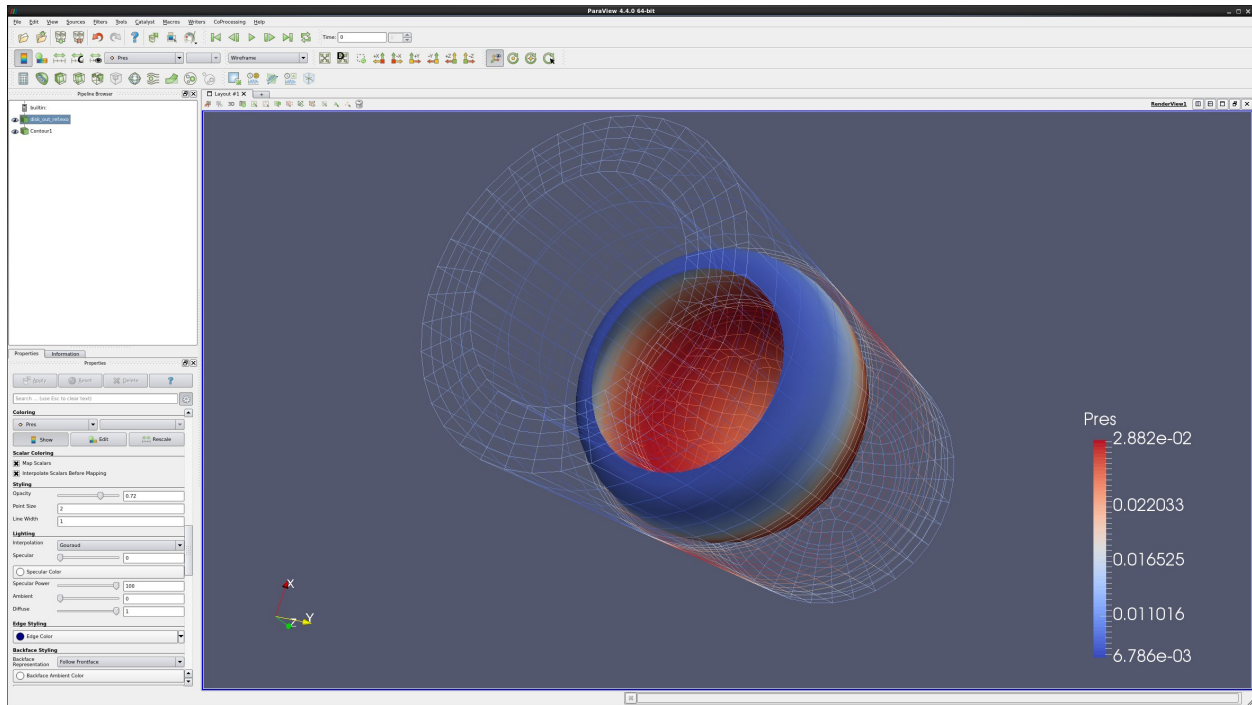 ParaView 4.4.0 64-bit
File Edit View Sources Filters Tools Catalyst Macros Writers CoProcessing Help
Time: 0
Pres Wireframe
Pipeline Browser
Layout #1
builtin:
3D RenderView1
disk_out_ref.exo
Contour1
Properties Information
Properties
Apply Reset Delete ?
Search ... (use Esc to clear text)
Coloring
Pres
Show Edit Rescale
Scalar Coloring
Map Scalars
Interpolate Scalars Before Mapping
Styling
Opacity 0.72
Point Size 2
Line Width 1
Lighting
Interpolation Gouraud
Specular 0
Specular Color
Specular Power 100
Ambient 0
Diffuse 1
Edge Styling
Edge Color
Backface Styling
Backface Representation Follow Frontface
Backface Ambient Color
X
Y
Z
Pres
2.882e-02
0.022033
0.016525
0.011016
6.786e-03